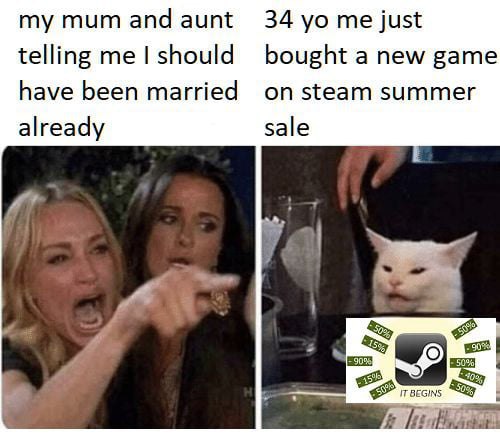 my mum and aunt
telling me I should
have been married
already
34 yo me just
bought a new game
on steam summer
sale
- 50%
- 15%
- 90%
- 15%
- 50%
- 50%
- 90%
- 50%
- 40%
- 50%
IT BEGINS
H